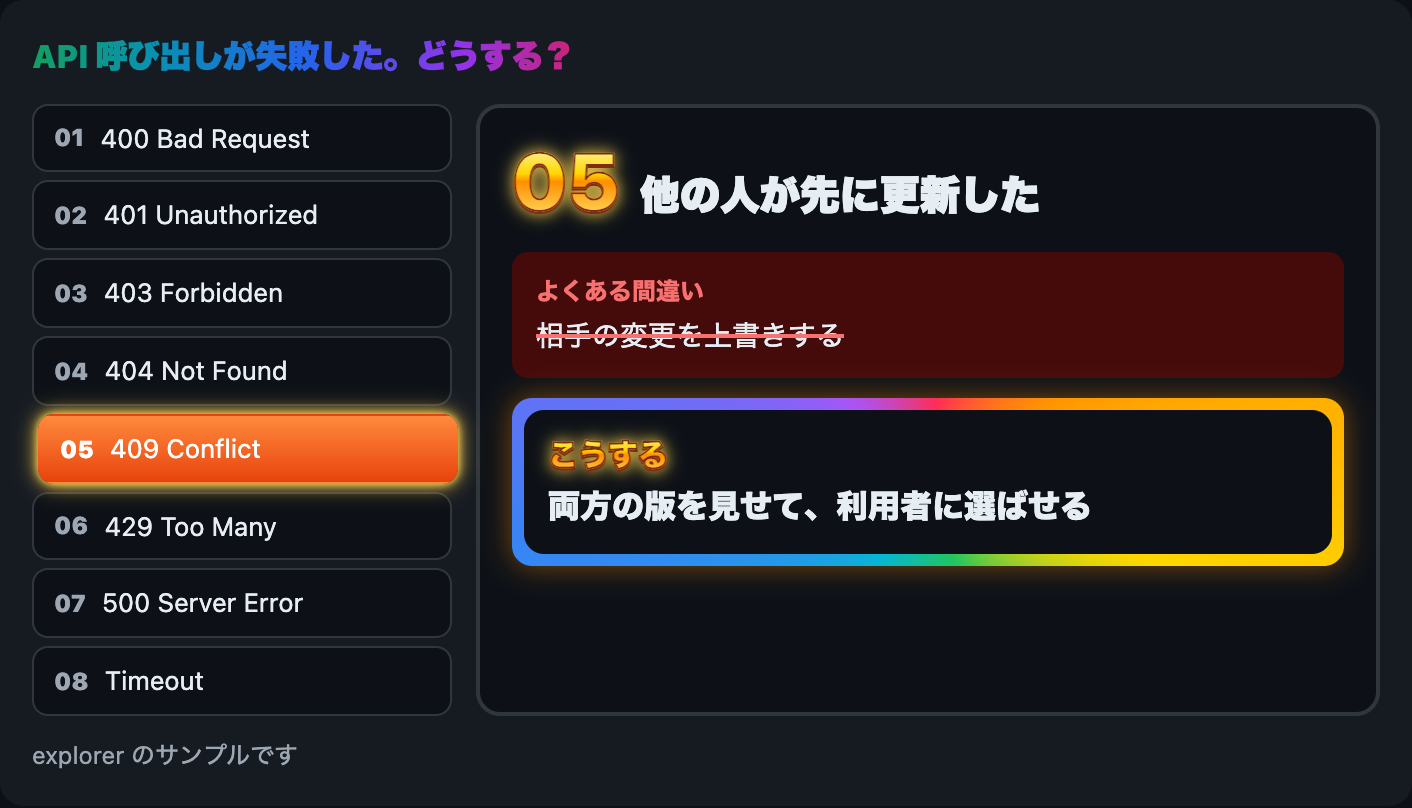 API 呼び出しが失敗した。どうする？
01 400 Bad Request
02 401 Unauthorized
03 403 Forbidden
04 404 Not Found
05 409 Conflict
06 429 Too Many
07 500 Server Error
08 Timeout
05 他の人が先に更新した
よくある間違い
相手の変更を上書きする
こうする
両方の版を見せて、利用者に選ばせる
explorer のサンプルです